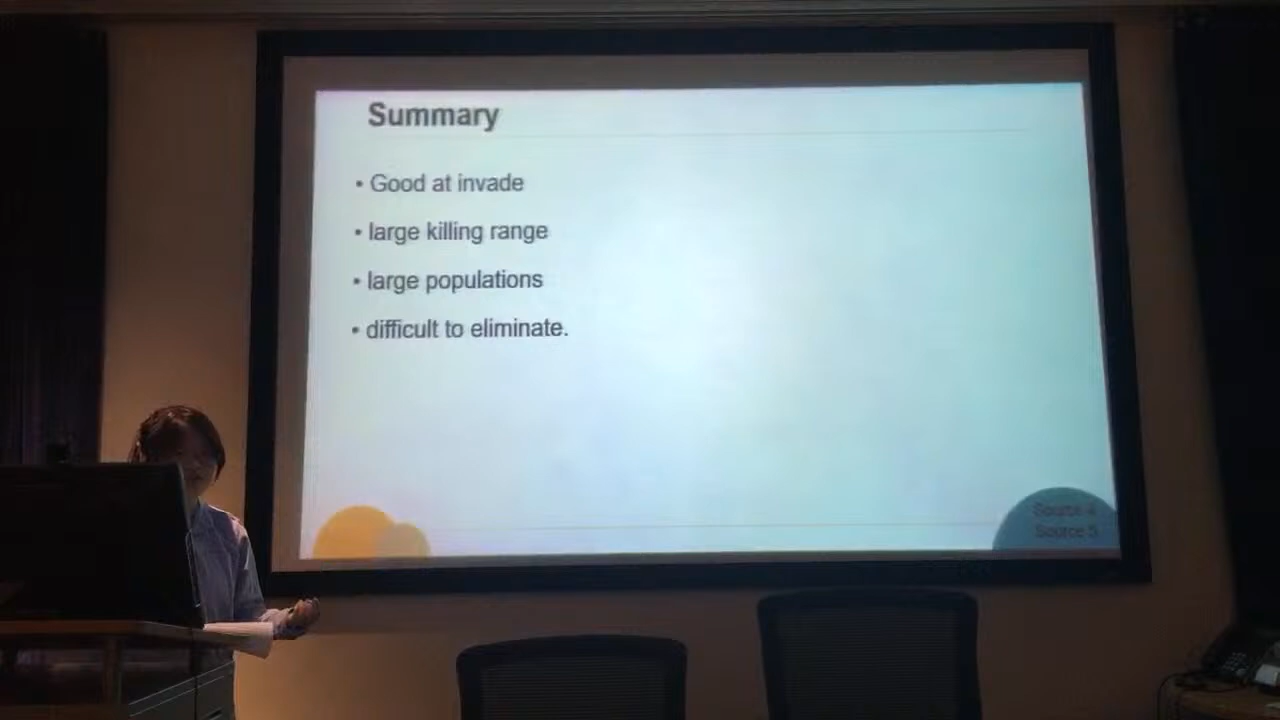 Summary
• Good at invade
• large killing range
• large populations
• difficult to eliminate.
Source 4
Source 5